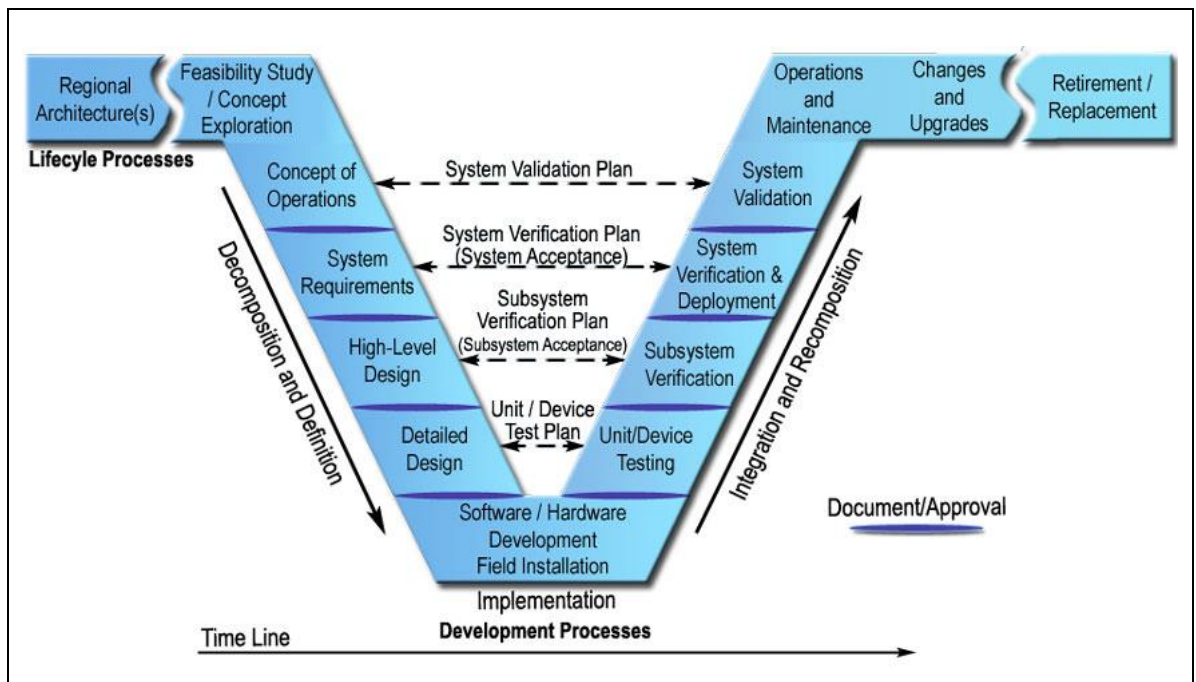 Regional
Architecture(s)
Feasibility Study
/ Concept
Exploration
Operations
and
Maintenance
Changes
and
Upgrades
Retirement /
Replacement
Lifecyle Processes
Concept of
Operations
System Validation Plan
System
Validation
System
Requirements
System Verification Plan
(System Acceptance)
System
Verification &
Deployment
High-Level
Design
Subsystem
Verification Plan
(Subsystem Acceptance)
Subsystem
Verification
Detailed
Design
Unit / Device
Test Plan
Unit/Device
Testing
Decomposition and Definition
Integration and Recomposition
Software / Hardware
Development
Field Installation
Document/Approval
Implementation
Development Processes
Time Line